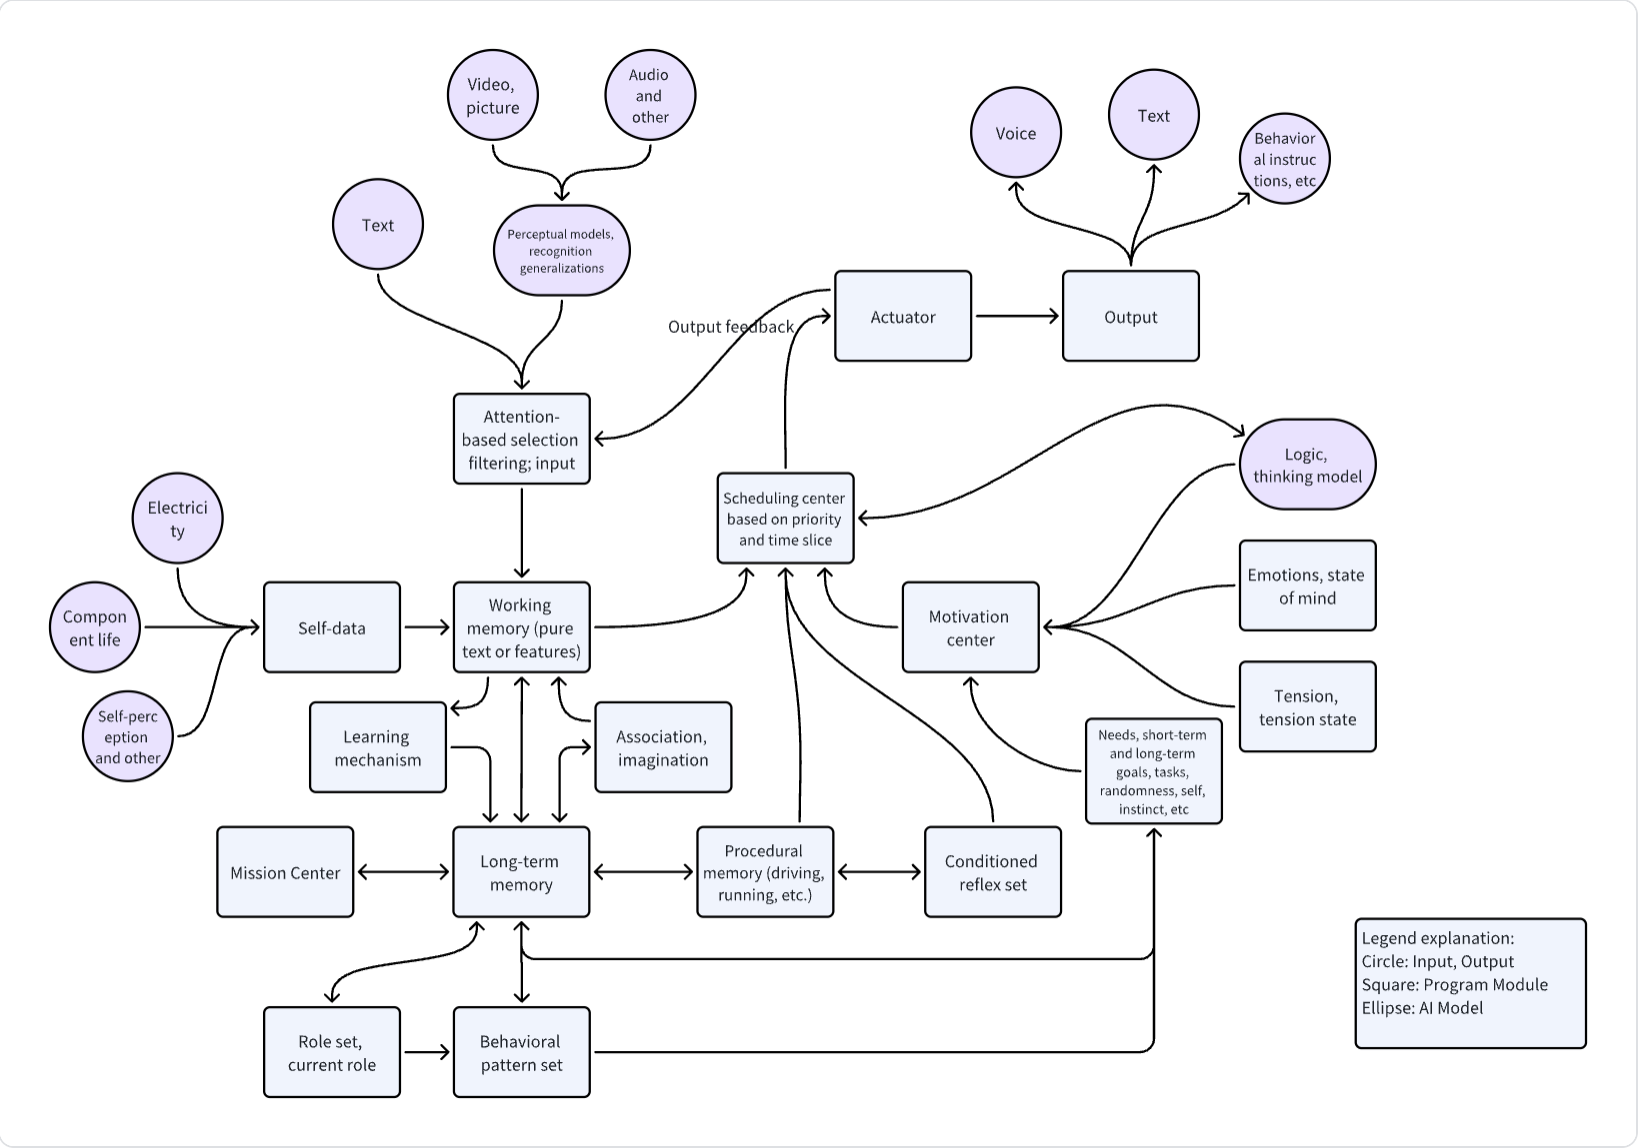 Video,
picture
Audio
and
other
Voice
Text
Behavior
al instruc
tions, etc
Text
Perceptual models,
recognition
generalizations
Output feedback
Actuator
Output
Attention-
based selection
filtering; input
Logic,
thinking model
Electrici
ty
Scheduling center
based on priority
and time slice
Emotions, state
of mind
Compon
ent life
Self-data
Working
memory (pure
text or features)
Motivation
center
Tension,
tension state
Self-perc
eption
and other
Learning
mechanism
Association,
imagination
Needs, short-term
and long-term
goals, tasks,
randomness, self,
instinct, etc
Mission Center
Long-term
memory
Procedural
memory (driving,
running, etc.)
Conditioned
reflex set
Legend explanation:
Circle: Input, Output
Square: Program Module
Ellipse: AI Model
Role set,
current role
Behavioral
pattern set